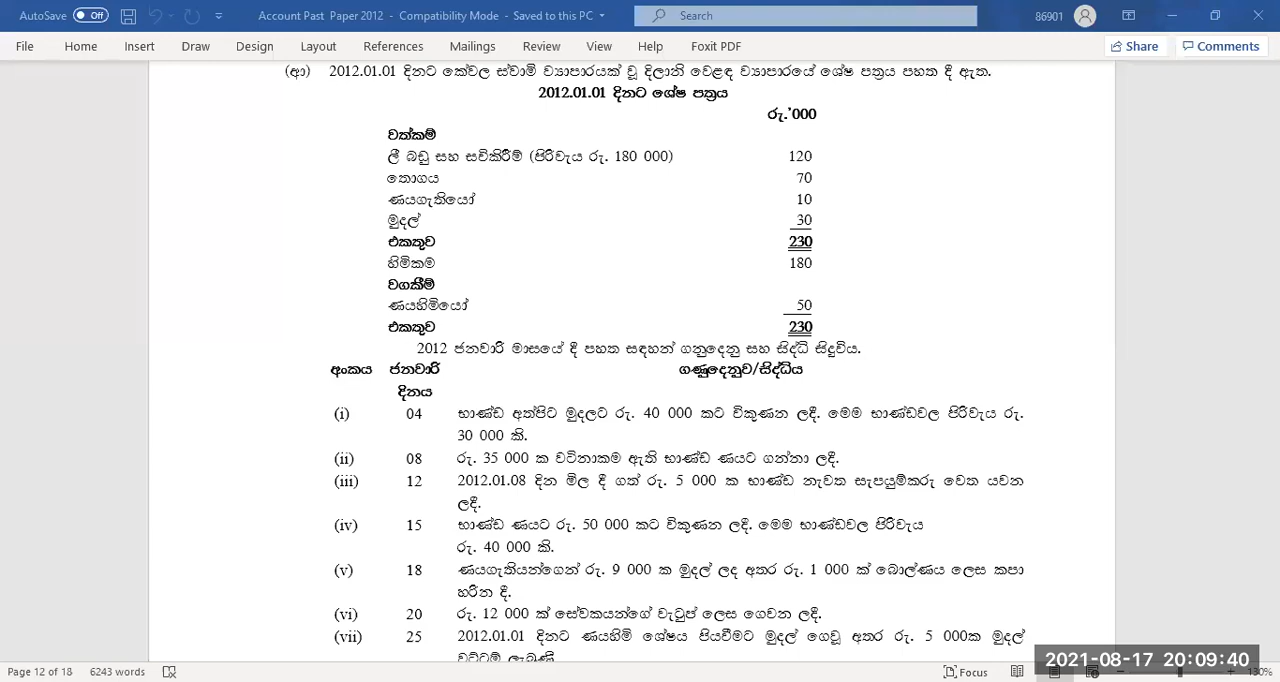 AutoSave Off Account Past Paper 2012 - Compatibility Mode - Saved to this PC Search 86901
File Home Insert Draw Design Layout References Mailings Review View Help Foxit PDF Share Comments
(ආ) 2012.01.01 දිනට කේවල ස්වාමි ව්‍යාපාරයක් වූ දිලානි වෙළඳ ව්‍යාපාරයේ ශේෂ පත්‍රය පහත දී ඇත.
2012.01.01 දිනට ශේෂ පත්‍රය
රු.'000
වත්කම්
ලී බඩු සහ සවිකිරීම් (පිරිවැය රු. 180 000) 120
තොගය 70
ණයගැතියෝ 10
මුදල් 30
එකතුව 230
හිමිකම 180
වගකීම්
ණයහිමියෝ 50
එකතුව 230
2012 ජනවාරි මාසයේ දී පහත සඳහන් ගනුදෙනු සහ සිද්ධි සිදුවිය.
අංකය ජනවාරි ගණුදෙනුව/සිද්ධිය
දිනය
(i) 04 භාණ්ඩ අත්පිට මුදලට රු. 40 000 කට විකුණන ලදී. මෙම භාණ්ඩවල පිරිවැය රු.
30 000 කි.
(ii) 08 රු. 35 000 ක වටිනාකම ඇති භාණ්ඩ ණයට ගන්නා ලදී.
(iii) 12 2012.01.08 දින මිල දී ගත් රු. 5 000 ක භාණ්ඩ නැවත සැපයුම්කරු වෙත යවන
ලදී.
(iv) 15 භාණ්ඩ ණයට රු. 50 000 කට විකුණන ලදී. මෙම භාණ්ඩවල පිරිවැය
රු. 40 000 කි.
(v) 18 ණයගැතියන්ගෙන් රු. 9 000 ක මුදල් ලද අතර රු. 1 000 ක් බොල්ණය ලෙස කපා
හරින දී.
(vi) 20 රු. 12 000 ක් සේවකයන්ගේ වැටුප් ලෙස ගෙවන ලදී.
(vii) 25 2012.01.01 දිනට ණයහිමි ශේෂය පියවීමට මුදල් ගෙවූ අතර රු. 5 000ක මුදල්
වට්ටම් ලැබුණි
2021-08-17 20:09:40
Page 12 of 18 6243 words Focus 130%